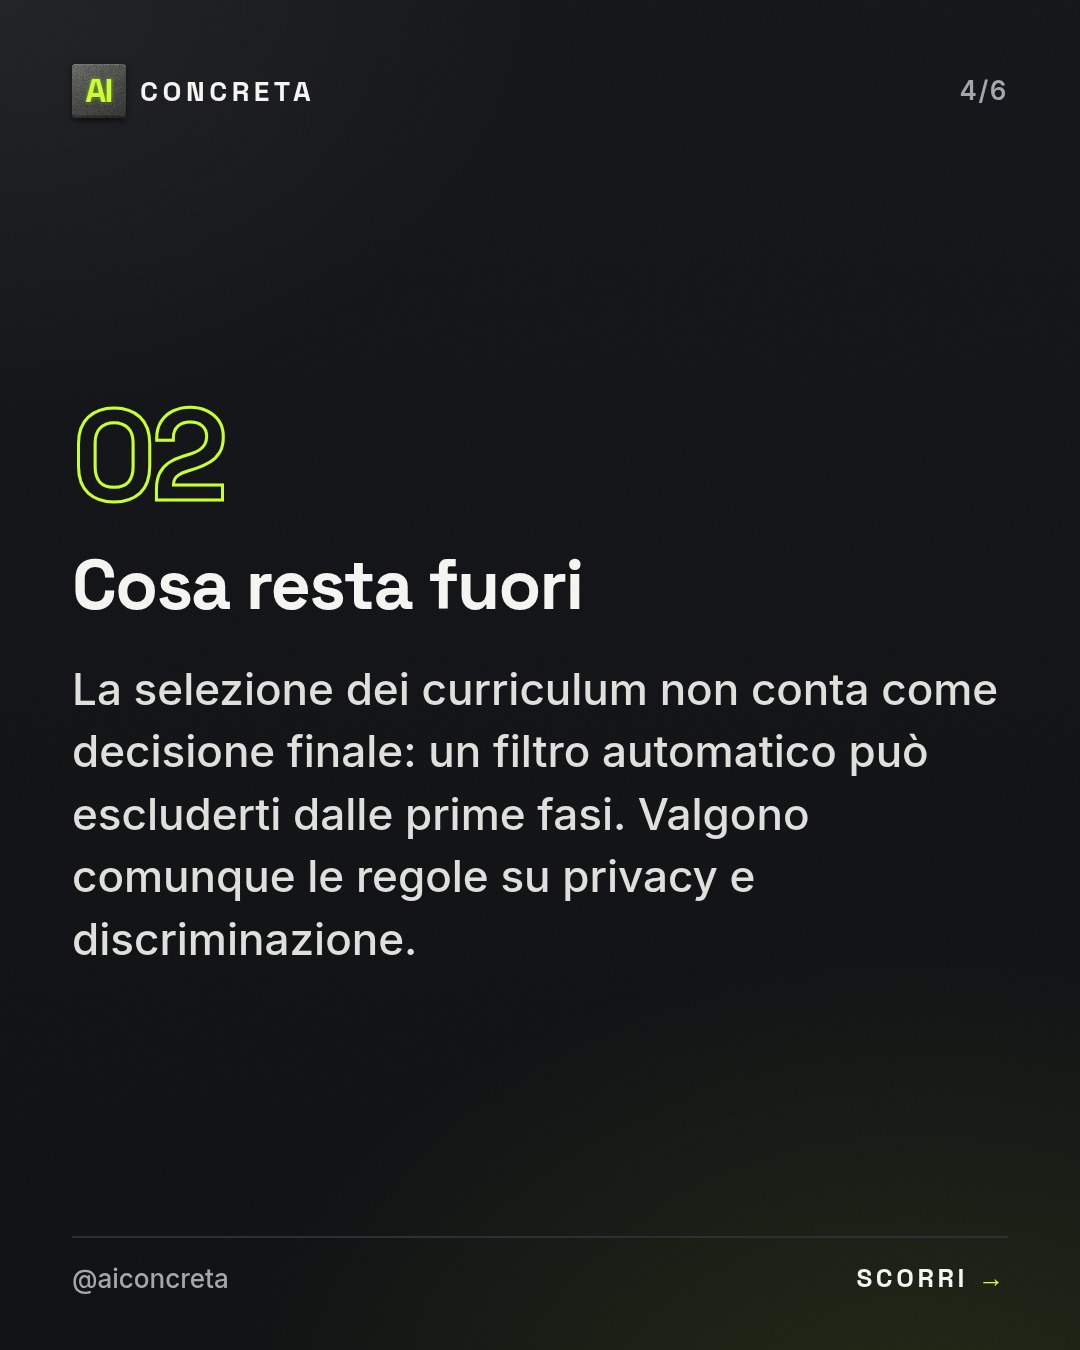 AI CONCRETA
4/6
02
Cosa resta fuori
La selezione dei curriculum non conta come
decisione finale: un filtro automatico può
escluderti dalle prime fasi. Valgono
comunque le regole su privacy e
discriminazione.
@aiconcreta
SCORRI →